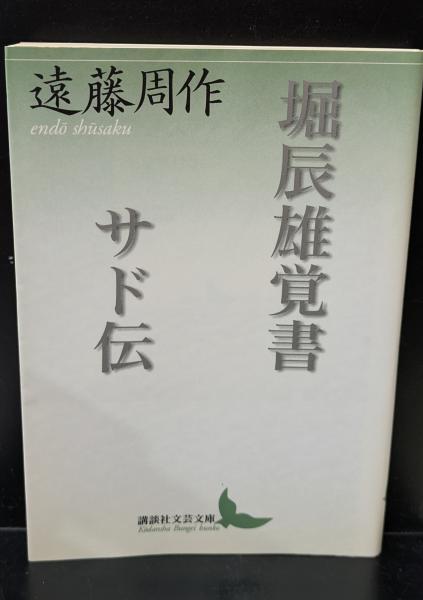 遠藤周作
endō shūsaku
堀辰雄覚書
サド伝
講談社文芸文庫
Kodansha Bungei bunko